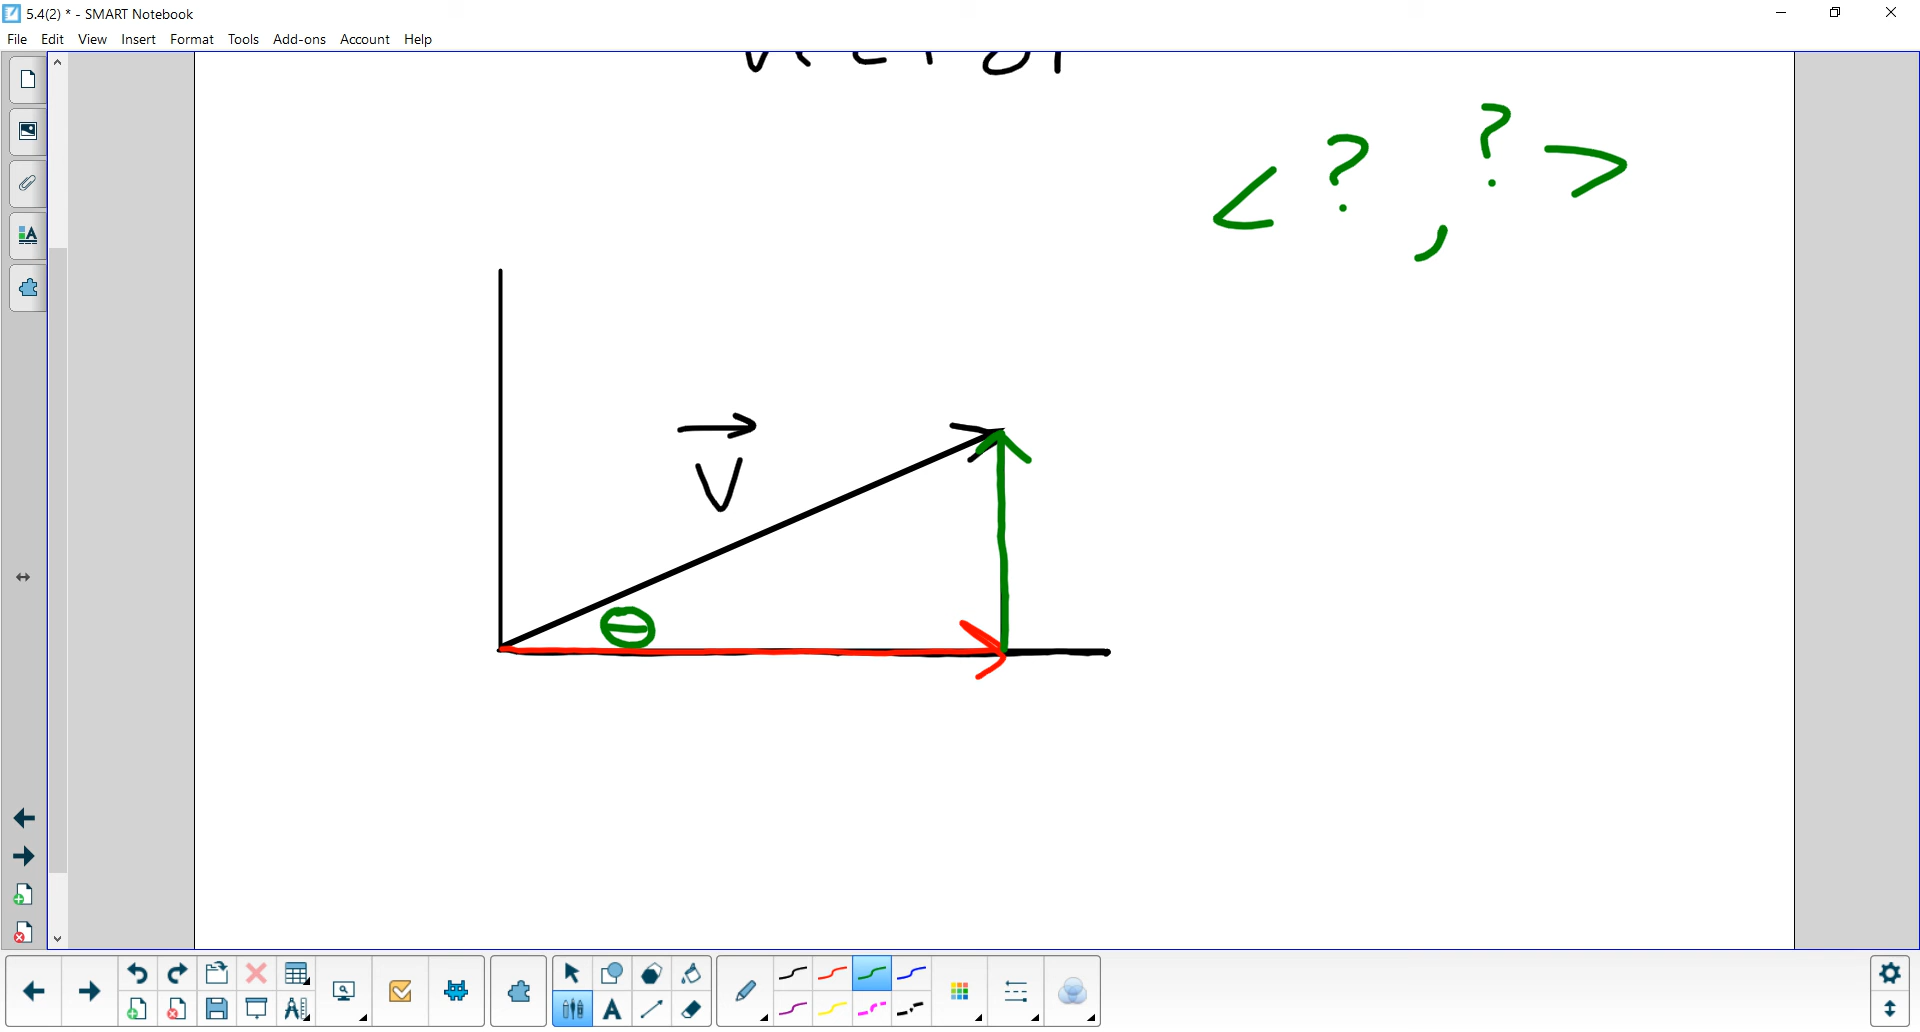 5.4(2) * - SMART Notebook
File Edit View Insert Format Tools Add-ons Account Help
< ? , ? >
V
θ